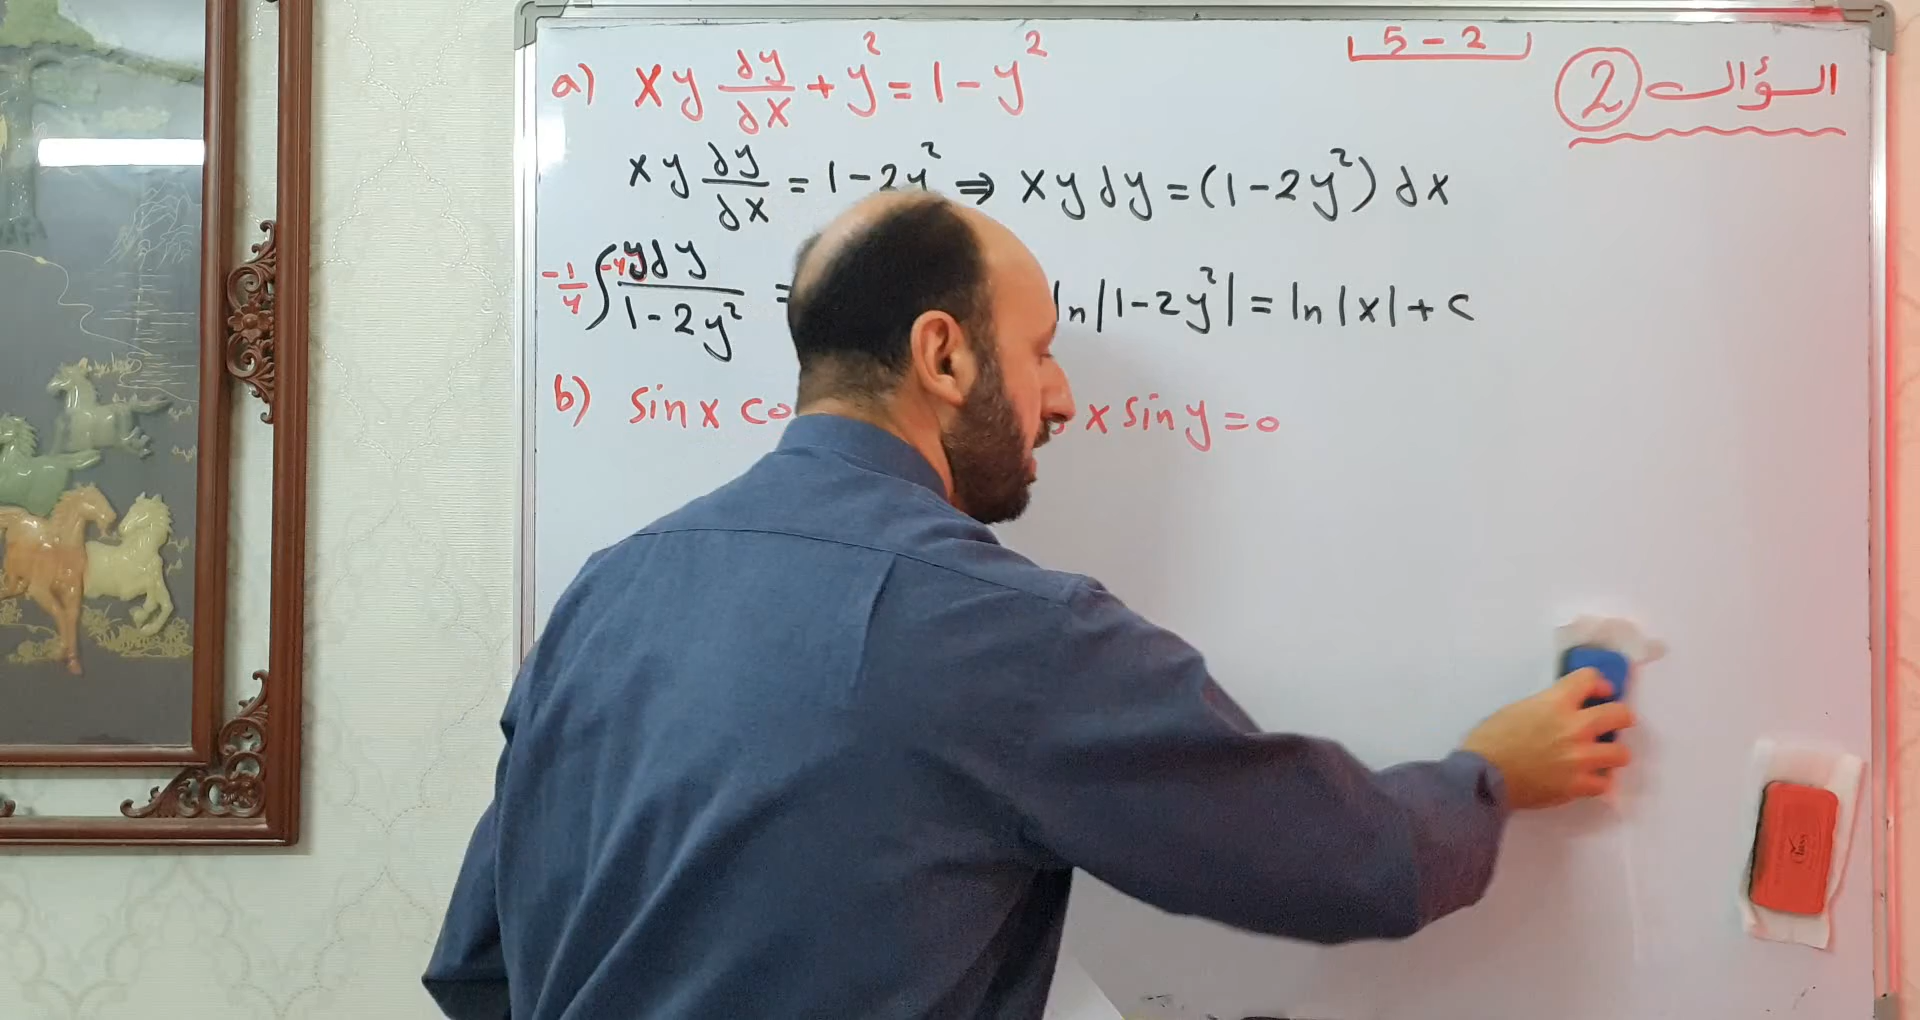 5 - 2
السؤال 2
a) xy dy/dx + y² = 1 - y²
xy dy/dx = 1 - 2y² ⇒ xy dy = (1 - 2y²) dx
-1/4 ∫ -4y dy / 1 - 2y² = ln|1 - 2y²| = ln|x| + c
b) sin x co x sin y = 0